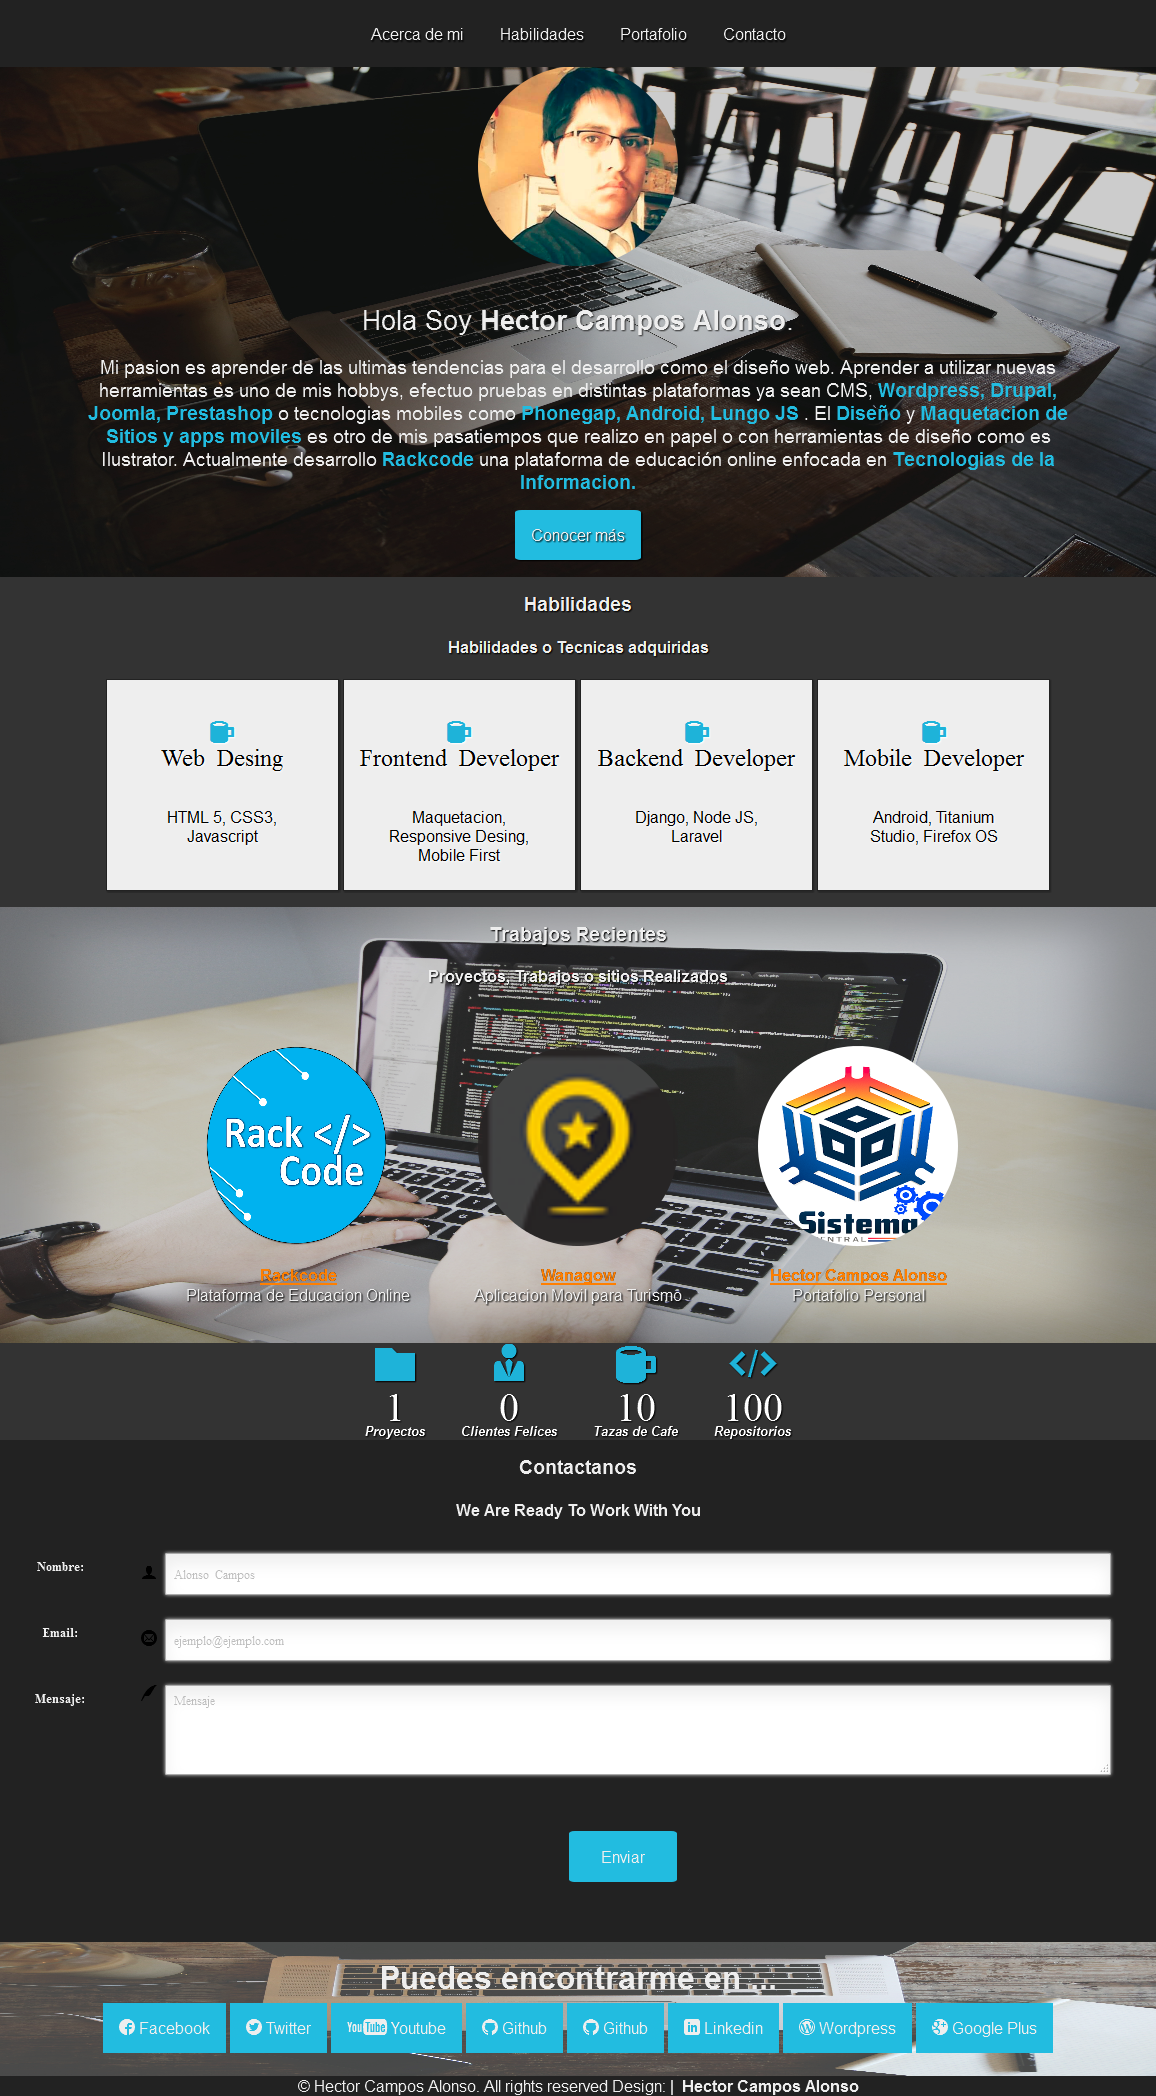 Acerca de mi Habilidades Portafolio Contacto
Hola Soy Hector Campos Alonso.
Mi pasion es aprender de las ultimas tendencias para el desarrollo como el diseño web. Aprender a utilizar nuevas
herramientas es uno de mis hobbys, efectuo pruebas en distintas plataformas ya sean CMS, Wordpress, Drupal,
Joomla, Prestashop o tecnologias mobiles como Phonegap, Android, Lungo JS . El Diseño y Maquetacion de
Sitios y apps moviles es otro de mis pasatiempos que realizo en papel o con herramientas de diseño como es
Ilustrator. Actualmente desarrollo Rackcode una plataforma de educación online enfocada en Tecnologias de la
Informacion.
Conocer más
Habilidades
Habilidades o Tecnicas adquiridas
Web Desing
HTML 5, CSS3,
Javascript
Frontend Developer
Maquetacion,
Responsive Desing,
Mobile First
Backend Developer
Django, Node JS,
Laravel
Mobile Developer
Android, Titanium
Studio, Firefox OS
Trabajos Recientes
Proyectos, Trabajos o sitios Realizados
Rack </>
Code
Sistema
CENTRAL
Rackcode
Plataforma de Educacion Online
Wanagow
Aplicacion Movil para Turismo
Hector Campos Alonso
Portafolio Personal
1
Proyectos
0
Clientes Felices
10
Tazas de Cafe
100
Repositorios
Contactanos
We Are Ready To Work With You
Nombre:
Alonso Campos
Email:
ejemplo@ejemplo.com
Mensaje:
Mensaje
Enviar
Puedes encontrarme en ...
Facebook Twitter YouTube Youtube Github Github Linkedin Wordpress Google Plus
© Hector Campos Alonso. All rights reserved Design: | Hector Campos Alonso